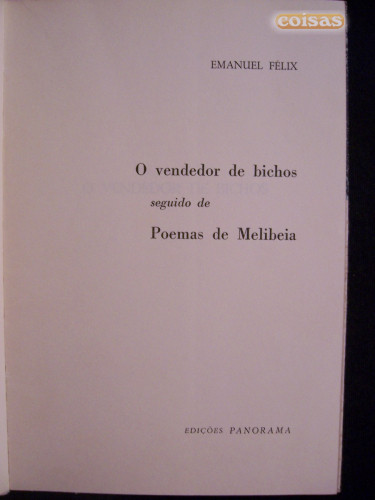 coisas
EMANUEL FÉLIX
O vendedor de bichos
seguido de
Poemas de Melibeia
EDIÇÕES PANORAMA